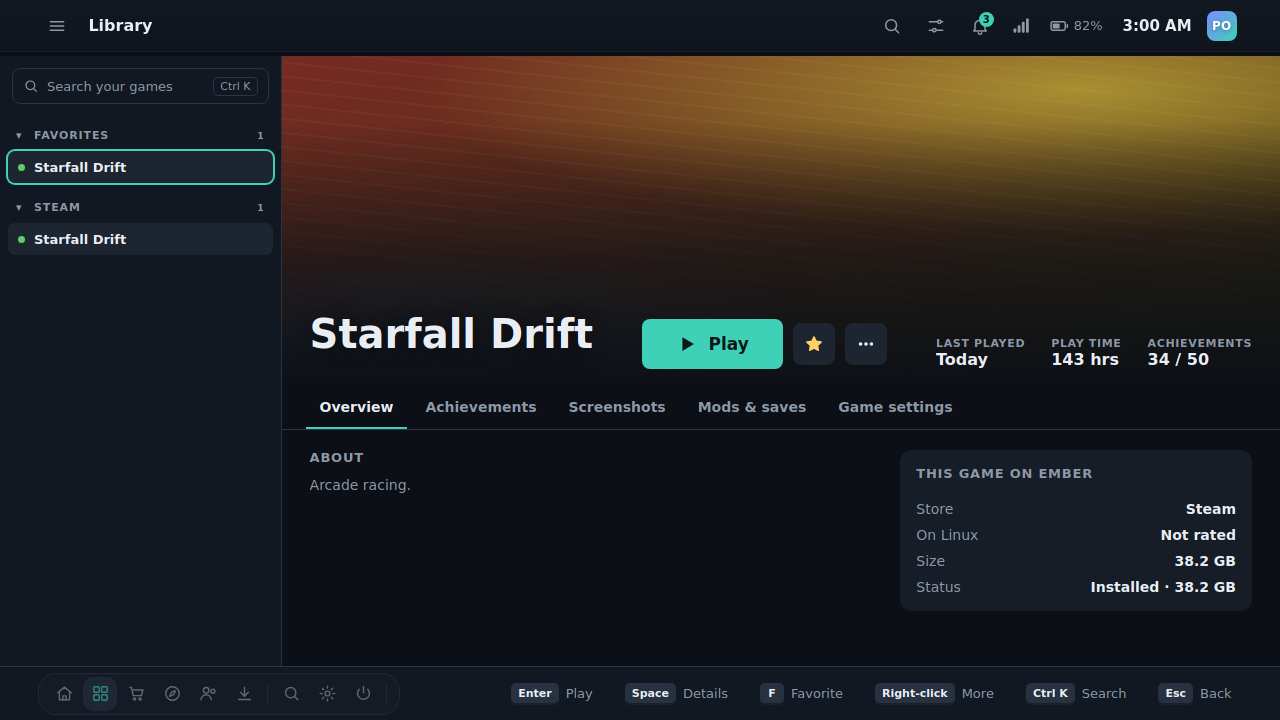 Library
3
82%
3:00 AM
PO
Search your games
Ctrl K
FAVORITES 1
Starfall Drift
STEAM 1
Starfall Drift
Starfall Drift
Play
LAST PLAYED
Today
PLAY TIME
143 hrs
ACHIEVEMENTS
34 / 50
Overview
Achievements
Screenshots
Mods & saves
Game settings
ABOUT
Arcade racing.
THIS GAME ON EMBER
Store Steam
On Linux Not rated
Size 38.2 GB
Status Installed · 38.2 GB
Enter Play
Space Details
F Favorite
Right-click More
Ctrl K Search
Esc Back